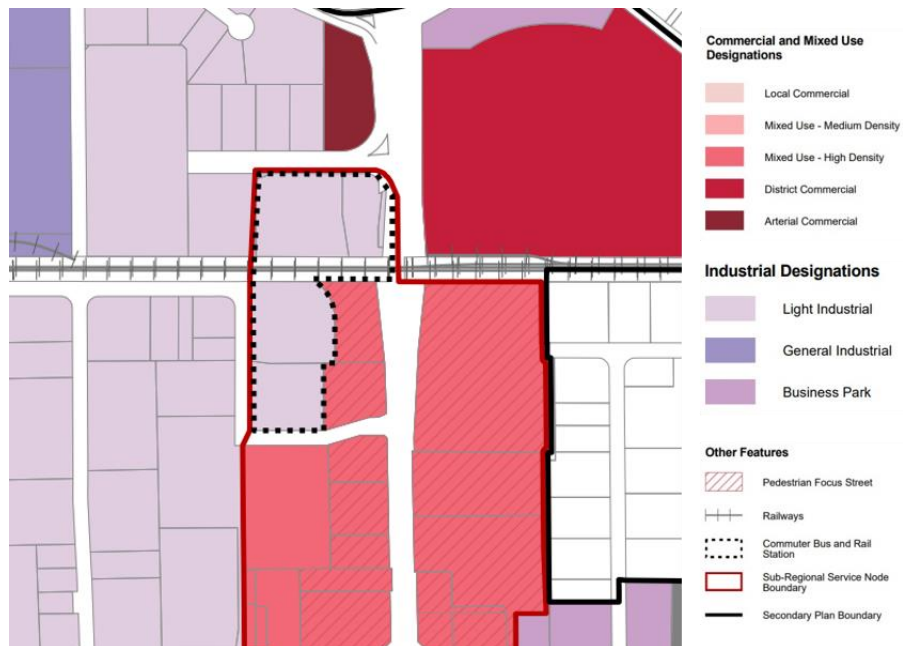 Commercial and Mixed Use
Designations
Local Commercial
Mixed Use - Medium Density
Mixed Use - High Density
District Commercial
Arterial Commercial
Industrial Designations
Light Industrial
General Industrial
Business Park
Other Features
Pedestrian Focus Street
Railways
Commuter Bus and Rail
Station
Sub-Regional Service Node
Boundary
Secondary Plan Boundary